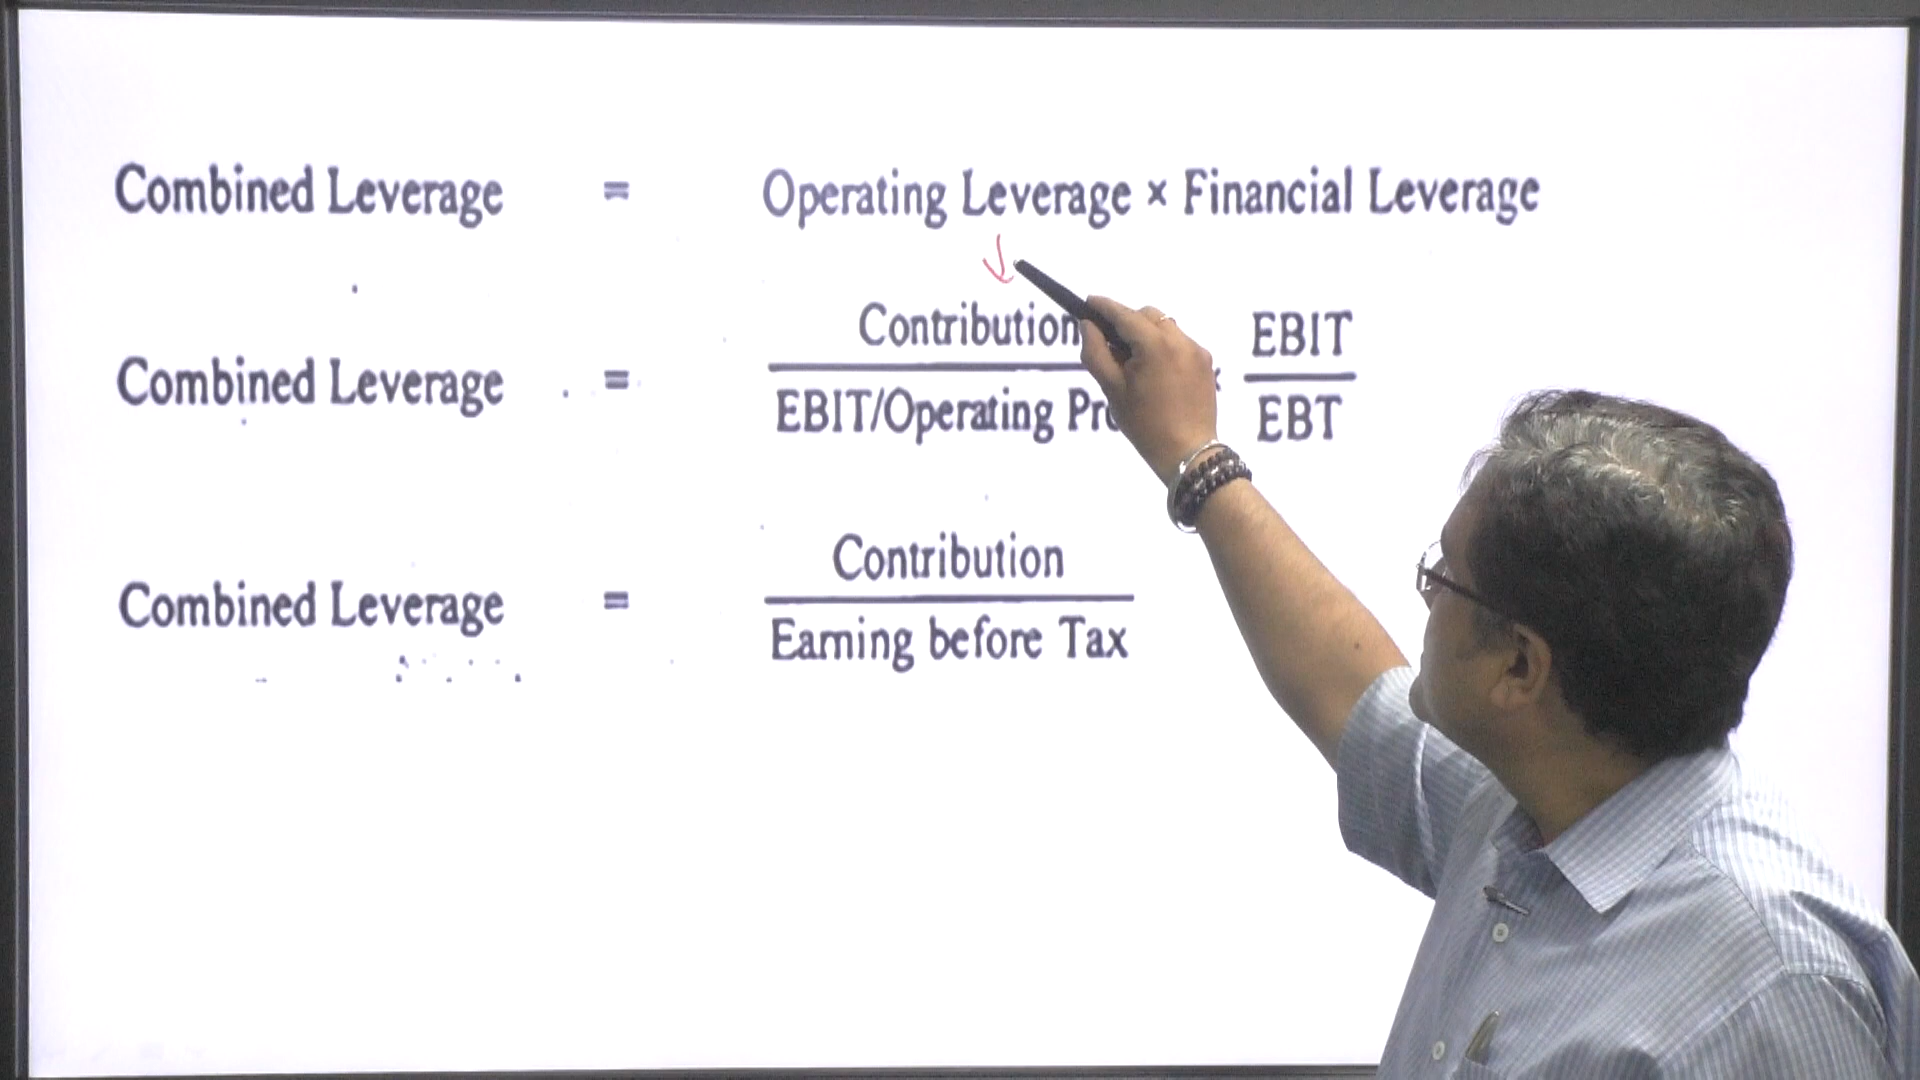 Combined Leverage = Operating Leverage × Financial Leverage
Combined Leverage = Contribution / EBIT/Operating × EBIT / EBT
Combined Leverage = Contribution / Earning before Tax